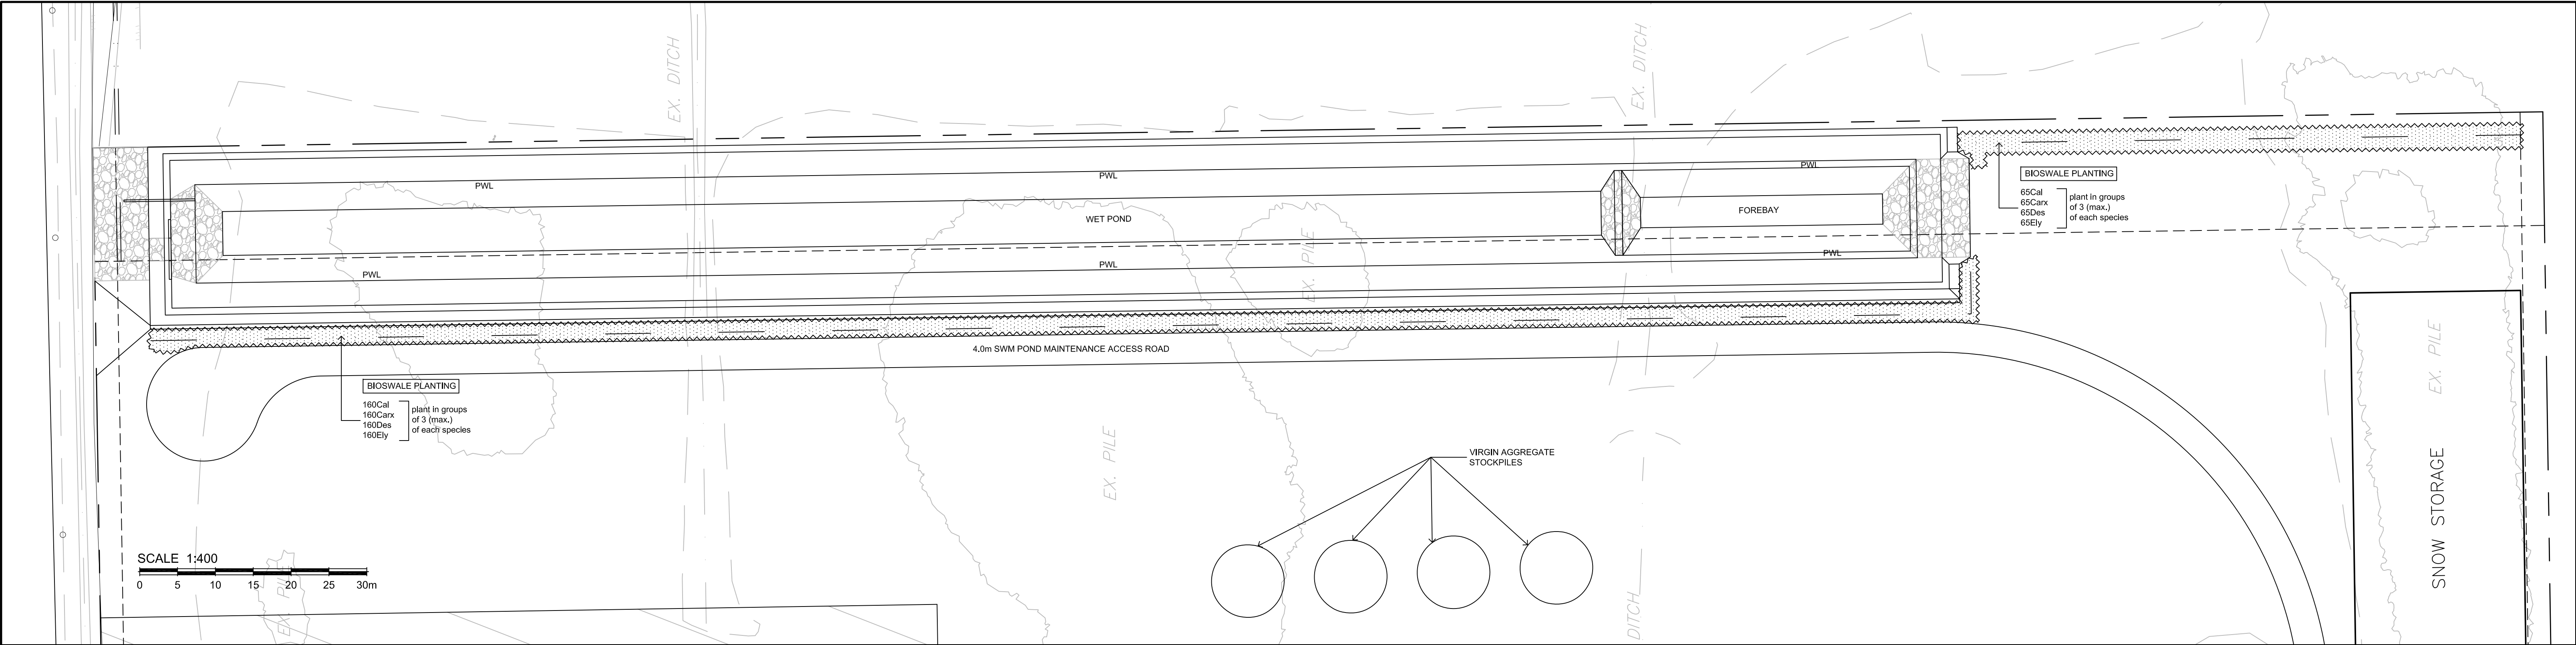 EX. DITCH
EX. DITCH
PWL
PWL
PWL
WET POND
FOREBAY
PWL
PWL
PWL
EX. PILE
BIOSWALE PLANTING
65Cal
65Carx
65Des
65Ely
plant in groups
of 3 (max.)
of each species
4.0m SWM POND MAINTENANCE ACCESS ROAD
BIOSWALE PLANTING
160Cal
160Carx
160Des
160Ely
plant in groups
of 3 (max.)
of each species
EX. PILE
VIRGIN AGGREGATE
STOCKPILES
EX. PILE
SNOW STORAGE
DITCH
SCALE 1:400
0 5 10 15 20 25 30m
EX. PILE